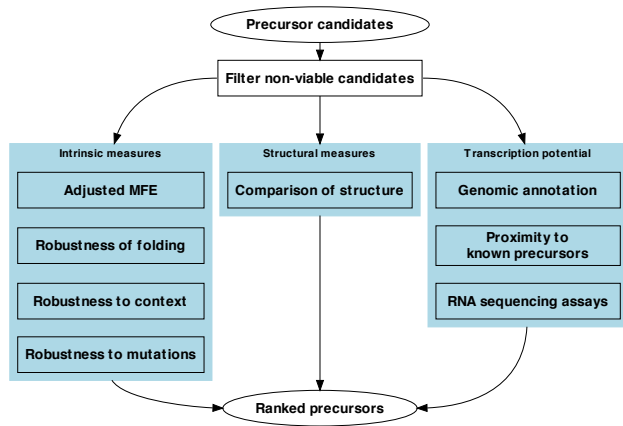 Precursor candidates
Filter non-viable candidates
Intrinsic measures
Adjusted MFE
Robustness of folding
Robustness to context
Robustness to mutations
Structural measures
Comparison of structure
Transcription potential
Genomic annotation
Proximity to
known precursors
RNA sequencing assays
Ranked precursors